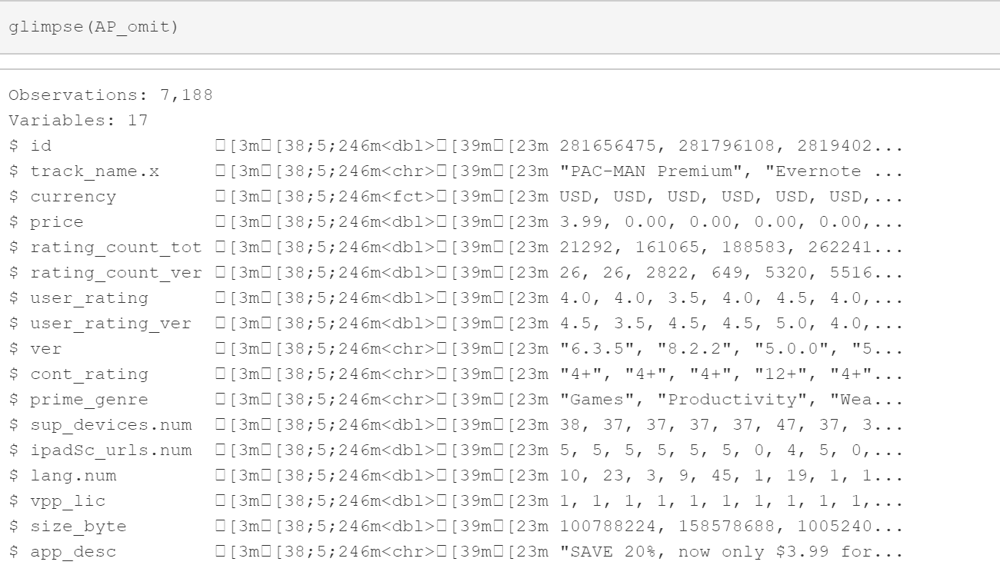 glimpse(AP_omit)
Observations: 7,188
Variables: 17
$ id               □[3m□[38;5;246m<dbl>□[39m□[23m 281656475, 281796108, 2819402...
$ track_name.x     □[3m□[38;5;246m<chr>□[39m□[23m "PAC-MAN Premium", "Evernote ...
$ currency         □[3m□[38;5;246m<fct>□[39m□[23m USD, USD, USD, USD, USD, USD,...
$ price            □[3m□[38;5;246m<dbl>□[39m□[23m 3.99, 0.00, 0.00, 0.00, 0.00,...
$ rating_count_tot □[3m□[38;5;246m<dbl>□[39m□[23m 21292, 161065, 188583, 262241...
$ rating_count_ver □[3m□[38;5;246m<dbl>□[39m□[23m 26, 26, 2822, 649, 5320, 5516...
$ user_rating      □[3m□[38;5;246m<dbl>□[39m□[23m 4.0, 4.0, 3.5, 4.0, 4.5, 4.0,...
$ user_rating_ver  □[3m□[38;5;246m<dbl>□[39m□[23m 4.5, 3.5, 4.5, 4.5, 5.0, 4.0,...
$ ver              □[3m□[38;5;246m<chr>□[39m□[23m "6.3.5", "8.2.2", "5.0.0", "5...
$ cont_rating      □[3m□[38;5;246m<chr>□[39m□[23m "4+", "4+", "4+", "12+", "4+"...
$ prime_genre      □[3m□[38;5;246m<chr>□[39m□[23m "Games", "Productivity", "Wea...
$ sup_devices.num  □[3m□[38;5;246m<dbl>□[39m□[23m 38, 37, 37, 37, 37, 47, 37, 3...
$ ipadSc_urls.num  □[3m□[38;5;246m<dbl>□[39m□[23m 5, 5, 5, 5, 5, 5, 0, 4, 5, 0,...
$ lang.num         □[3m□[38;5;246m<dbl>□[39m□[23m 10, 23, 3, 9, 45, 1, 19, 1, 1...
$ vpp_lic          □[3m□[38;5;246m<dbl>□[39m□[23m 1, 1, 1, 1, 1, 1, 1, 1, 1, 1,...
$ size_byte        □[3m□[38;5;246m<dbl>□[39m□[23m 100788224, 158578688, 1005240...
$ app_desc         □[3m□[38;5;246m<chr>□[39m□[23m "SAVE 20%, now only $3.99 for...